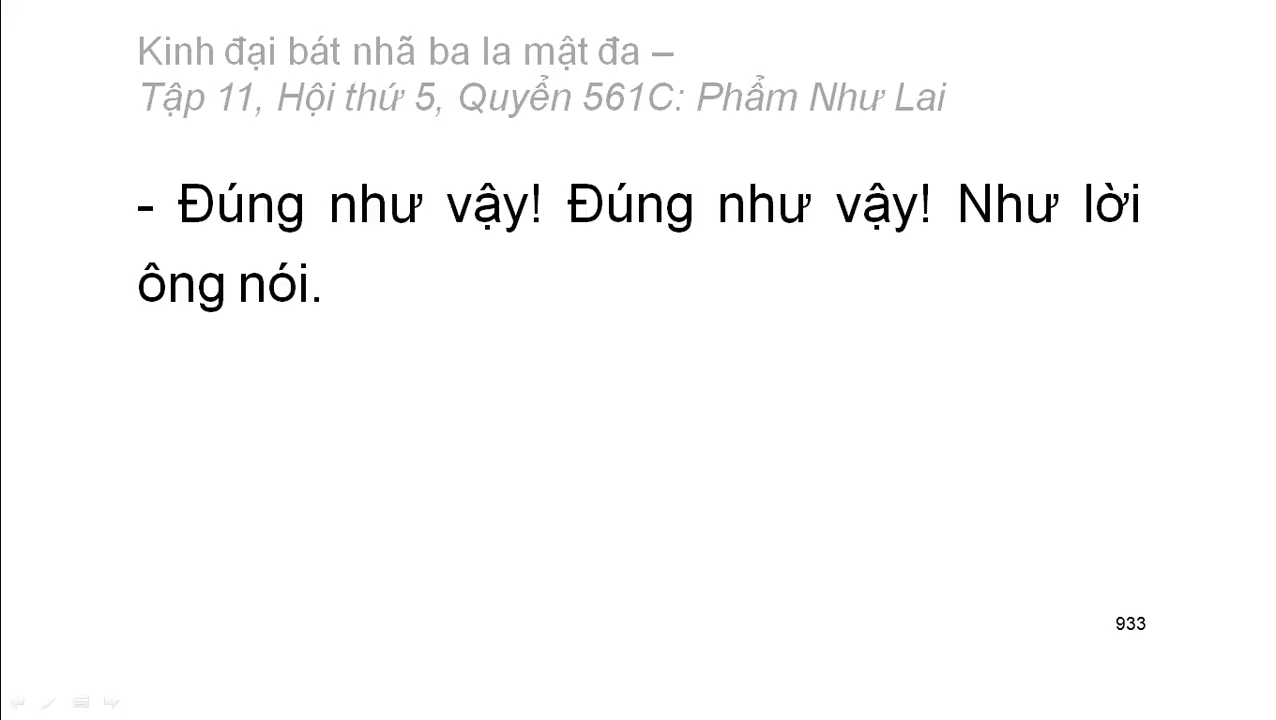 Kinh đại bát nhã ba la mật đa –
Tập 11, Hội thứ 5, Quyển 561C: Phẩm Như Lai
- Đúng như vậy! Đúng như vậy! Như lời
ông nói.
933